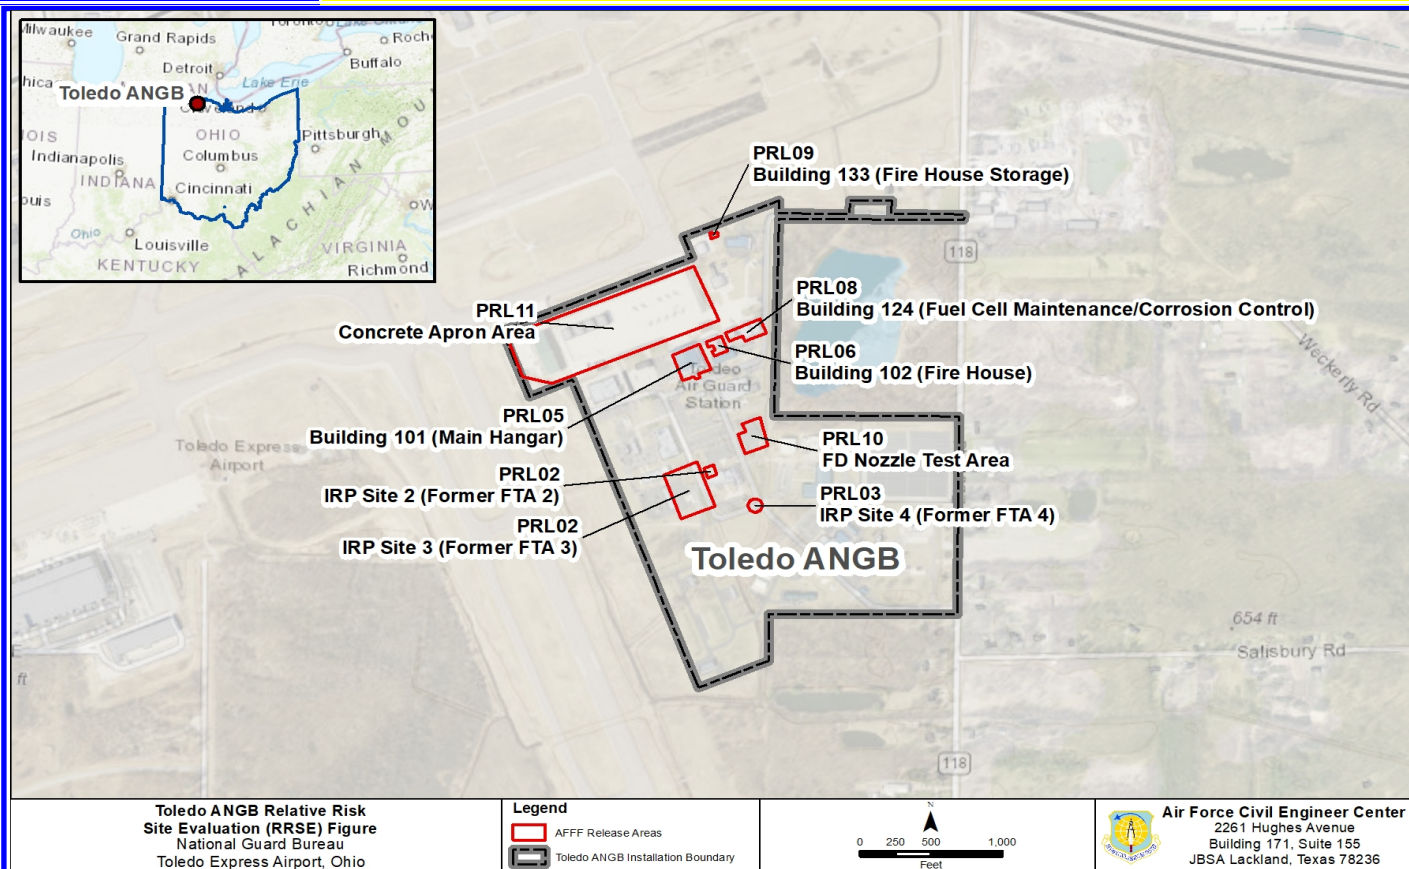 Milwaukee
Grand Rapids
Toronto
Roch
Detroit
Buffalo
Lake Erie
Toledo ANGB
Cleveland
OHIO
Pittsburgh
Indianapolis
Columbus
INDIANA
Cincinnati
APPALACHIAN MOU
Ohio
Louisville
VIRGINIA
KENTUCKY
Richmond
PRL09
Building 133 (Fire House Storage)
118
PRL08
Building 124 (Fuel Cell Maintenance/Corrosion Control)
PRL11
Concrete Apron Area
PRL06
Building 102 (Fire House)
Weckerly Rd
Toledo
Air Guard
Station
PRL05
Building 101 (Main Hangar)
PRL10
FD Nozzle Test Area
Toledo Express
Airport
PRL02
IRP Site 2 (Former FTA 2)
PRL03
IRP Site 4 (Former FTA 4)
PRL02
IRP Site 3 (Former FTA 3)
Toledo ANGB
654 ft
Salisbury Rd
ft
118
Toledo ANGB Relative Risk
Site Evaluation (RRSE) Figure
National Guard Bureau
Toledo Express Airport, Ohio
Legend
AFFF Release Areas
Toledo ANGB Installation Boundary
N
0 250 500 1,000
Feet
Air Force Civil Engineer Center
2261 Hughes Avenue
Building 171, Suite 155
JBSA Lackland, Texas 78236